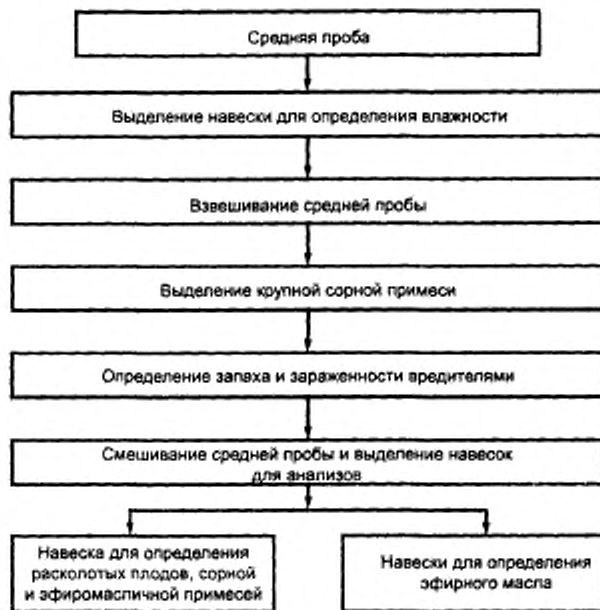 Средняя проба
Выделение навески для определения влажности
Взвешивание средней пробы
Выделение крупной сорной примеси
Определение запаха и зараженности вредителями
Смешивание средней пробы и выделение навесок
для анализов
Навеска для определения
расколотых плодов, сорной
и эфиромасличной примесей
Навески для определения
эфирного масла